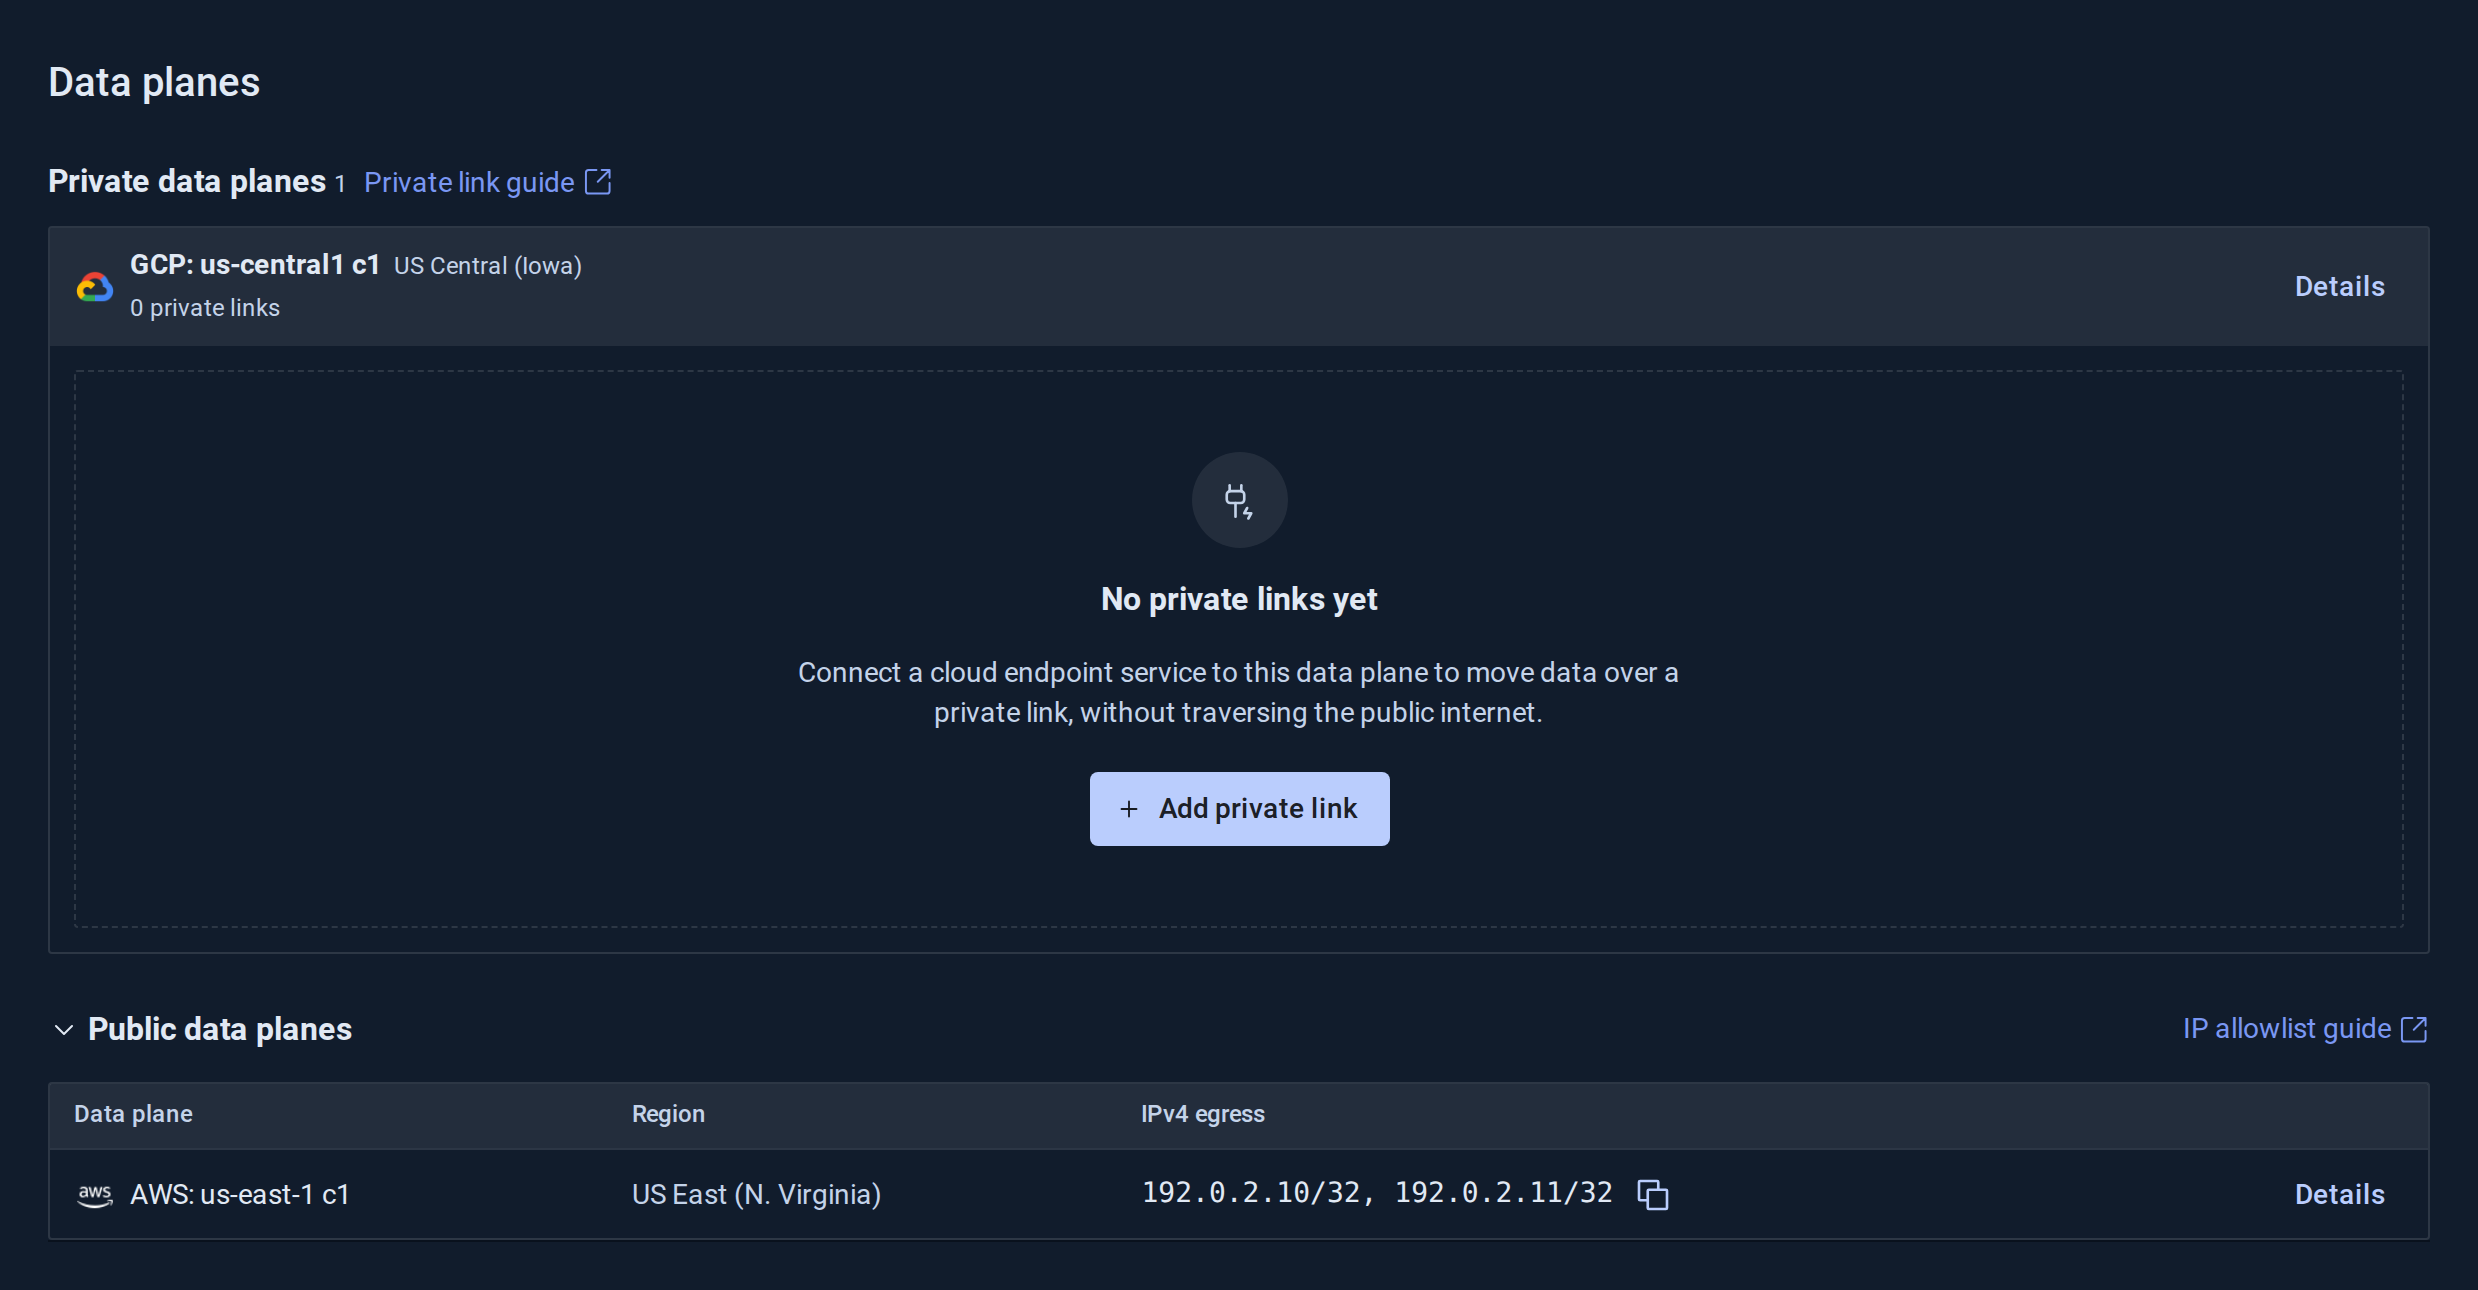 Data planes
Private data planes 1 Private link guide
GCP: us-central1 c1 US Central (Iowa)
0 private links
Details
No private links yet
Connect a cloud endpoint service to this data plane to move data over a
private link, without traversing the public internet.
+ Add private link
Public data planes
IP allowlist guide
Data plane Region IPv4 egress
aws AWS: us-east-1 c1 US East (N. Virginia) 192.0.2.10/32, 192.0.2.11/32 Details